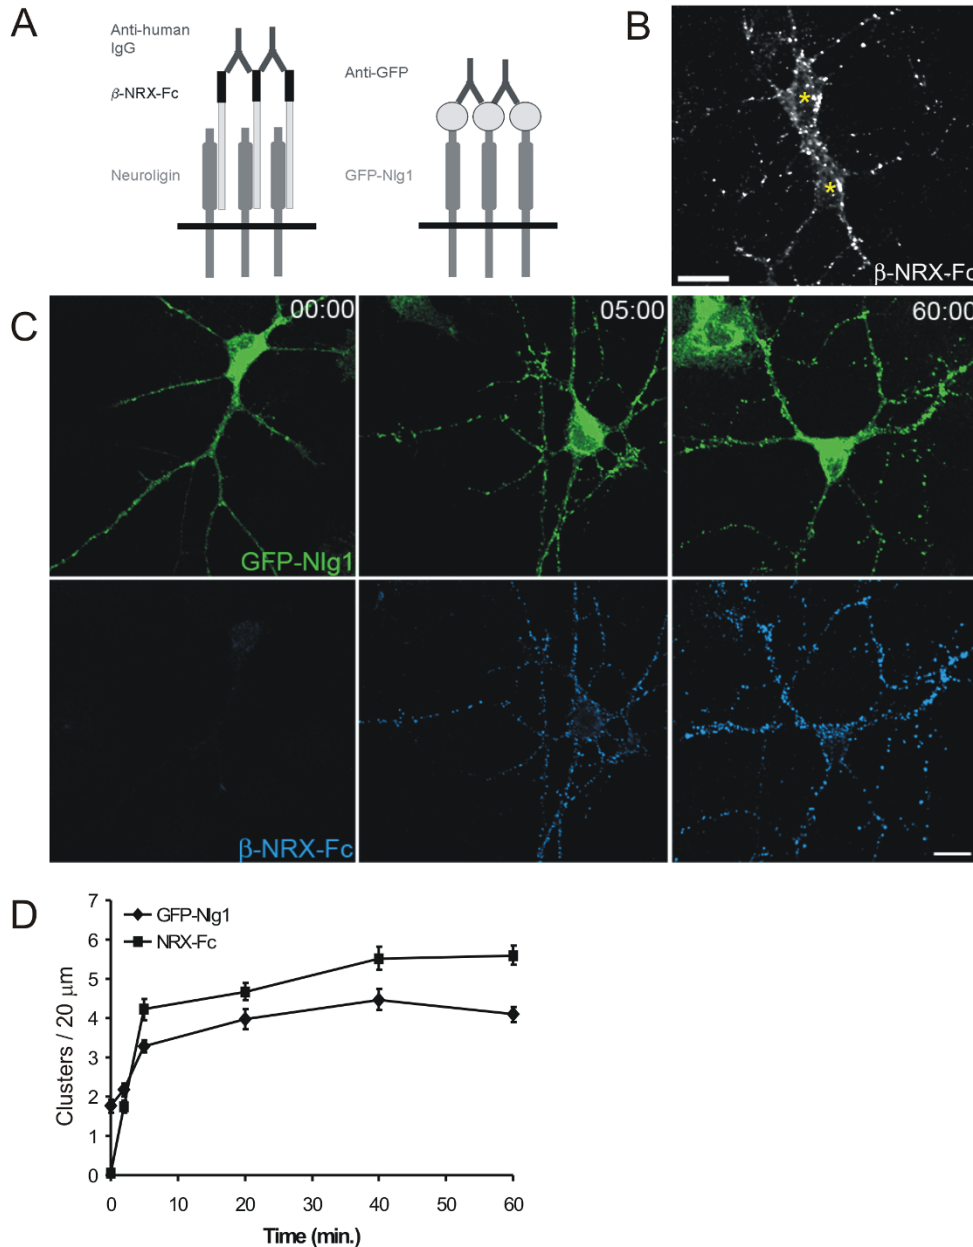 A
Anti-human
IgG
β-NRX-Fc
Neuroligin
Anti-GFP
GFP-Nlg1
B
* *
β-NRX-Fc
C
00:00
05:00
60:00
GFP-Nlg1
β-NRX-Fc
D
GFP-Nlg1
NRX-Fc
Clusters / 20 μm
7
6
5
4
3
2
1
0
0 10 20 30 40 50 60
Time (min.)